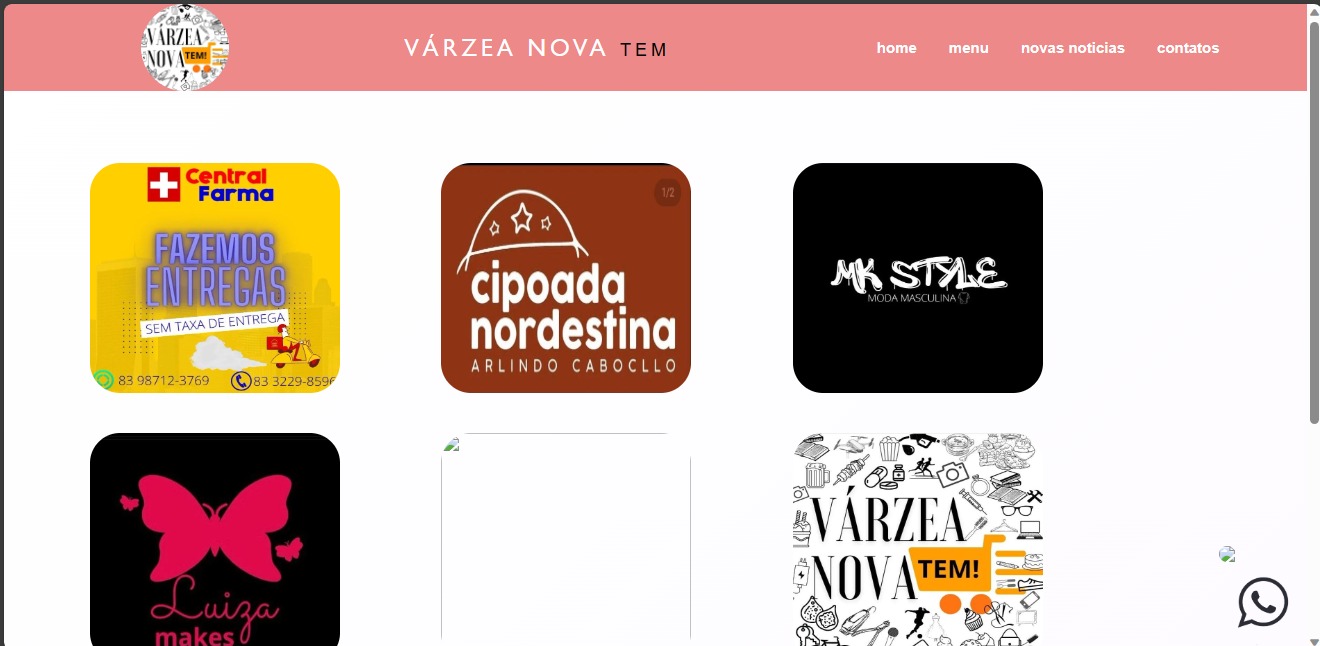 VÁRZEA
NOVA TEM!
VÁRZEA NOVA TEM
home menu novas noticias contatos
Central
Farma
FAZEMOS
ENTREGAS
SEM TAXA DE ENTREGA
83 98712-3769 83 3229-8596
1/2
cipoada
nordestina
ARLINDO CABOCLLO
MK STYLE
MODA MASCULINA
Luiza
makes
VÁRZEA
NOVA TEM!